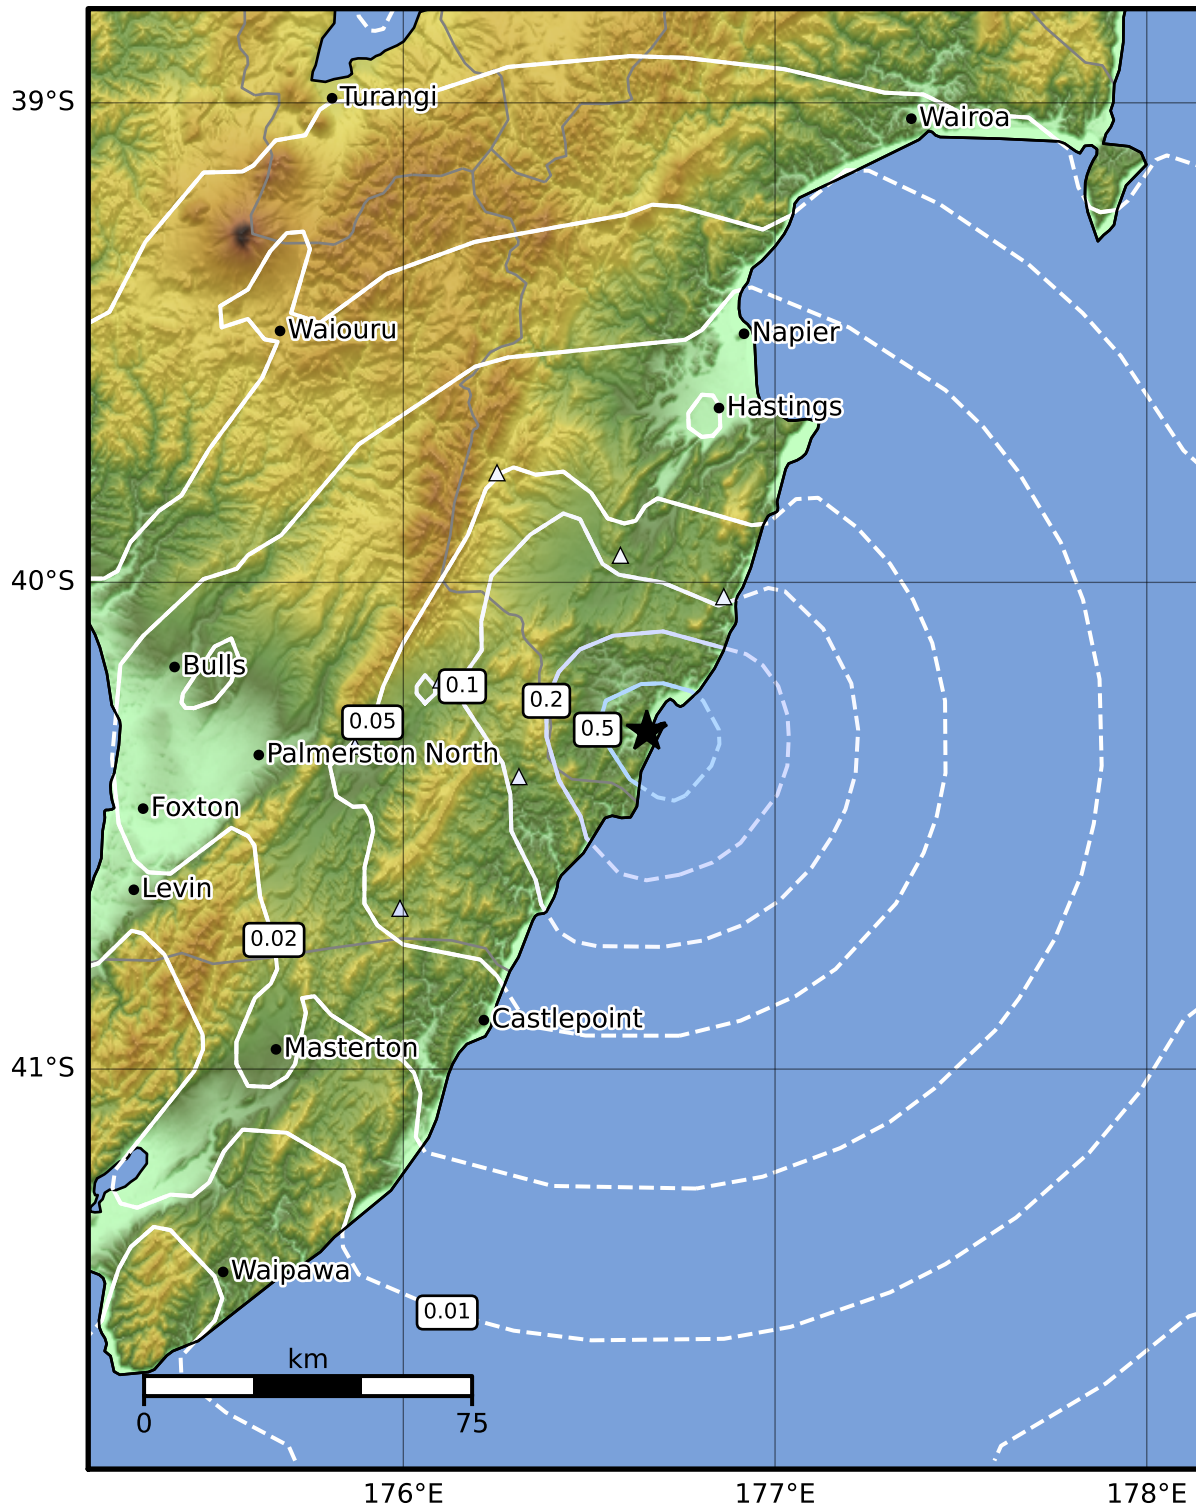 39°S
Turangi
Wairoa
Waiouru
Napier
Hastings
40°S
Bulls
0.1
0.2
0.05
0.5
Palmerston North
Foxton
Levin
0.02
Castlepoint
Masterton
41°S
Waipawa
0.01
km
0 75
176°E 177°E 178°E